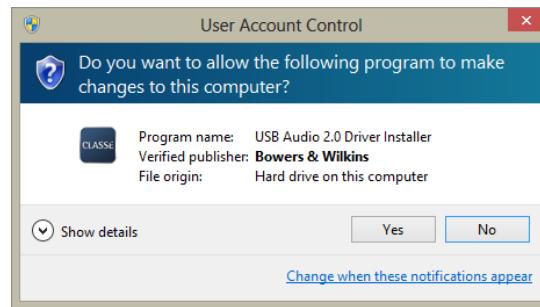 User Account Control
Do you want to allow the following program to make
changes to this computer?
CLASSÉ
Program name: USB Audio 2.0 Driver Installer
Verified publisher: Bowers & Wilkins
File origin: Hard drive on this computer
Show details
Yes
No
Change when these notifications appear